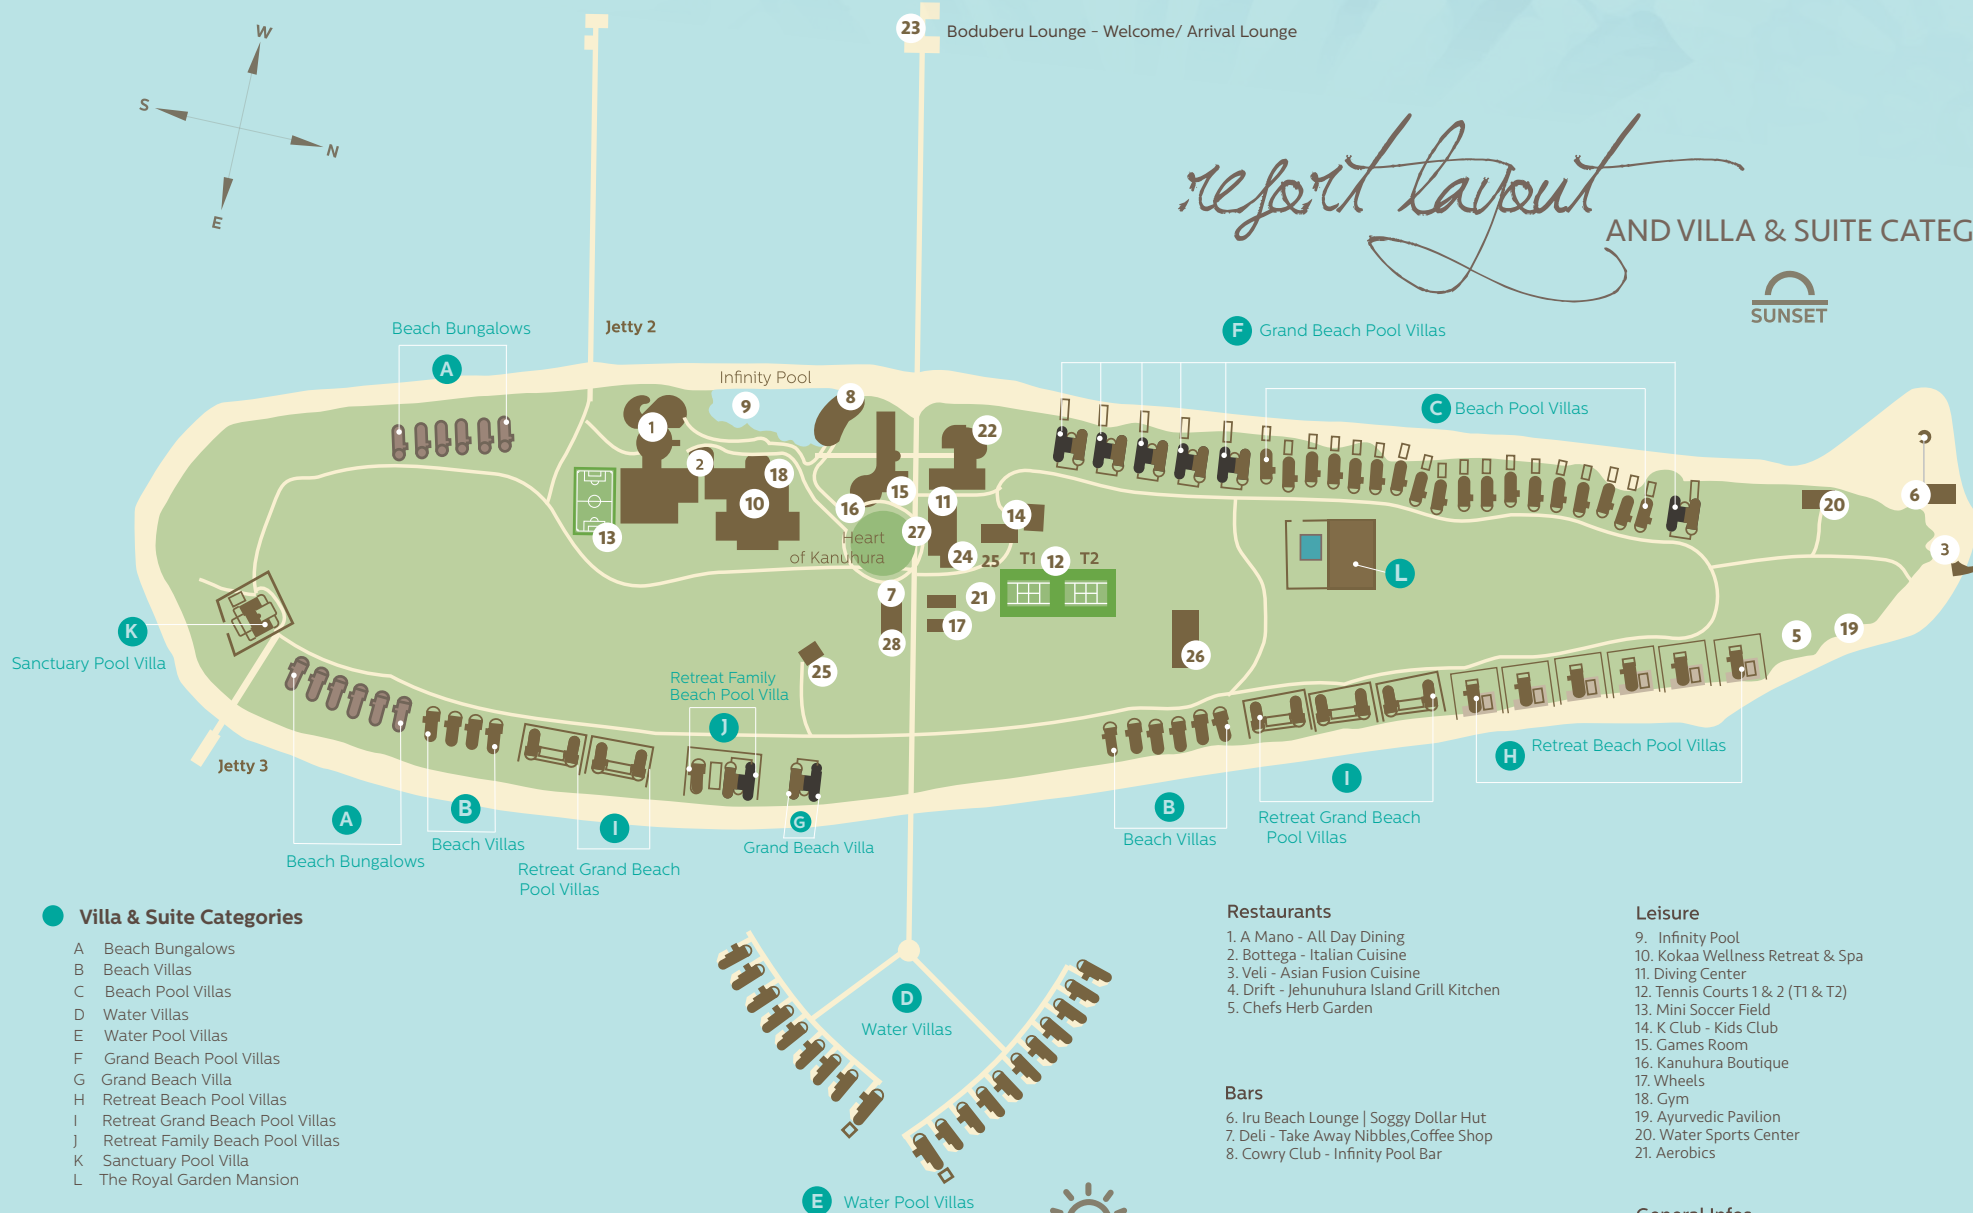 23
Boduberu Lounge - Welcome/ Arrival Lounge
W
S
N
E
resort layout
AND VILLA & SUITE CATEG
SUNSET
Beach Bungalows
A
Jetty 2
F Grand Beach Pool Villas
Infinity Pool
9
8
C Beach Pool Villas
1
22
2
18
10
15
11
16
14
13
Heart
of Kanuhura
27
24
25
T1 12 T2
20
6
3
L
7
21
17
28
26
5
19
K
Sanctuary Pool Villa
25
Retreat Family
Beach Pool Villa
J
Jetty 3
H Retreat Beach Pool Villas
I
Retreat Grand Beach
Pool Villas
B
Beach Villas
A
Beach Bungalows
B
Beach Villas
I
Retreat Grand Beach
Pool Villas
G
Grand Beach Villa
D
Water Villas
E Water Pool Villas
Villa & Suite Categories
A Beach Bungalows
B Beach Villas
C Beach Pool Villas
D Water Villas
E Water Pool Villas
F Grand Beach Pool Villas
G Grand Beach Villa
H Retreat Beach Pool Villas
I Retreat Grand Beach Pool Villas
J Retreat Family Beach Pool Villas
K Sanctuary Pool Villa
L The Royal Garden Mansion
Restaurants
1. A Mano - All Day Dining
2. Bottega - Italian Cuisine
3. Veli - Asian Fusion Cuisine
4. Drift - Jehunuhura Island Grill Kitchen
5. Chefs Herb Garden
Bars
6. Iru Beach Lounge | Soggy Dollar Hut
7. Deli - Take Away Nibbles,Coffee Shop
8. Cowry Club - Infinity Pool Bar
Leisure
9. Infinity Pool
10. Kokaa Wellness Retreat & Spa
11. Diving Center
12. Tennis Courts 1 & 2 (T1 & T2)
13. Mini Soccer Field
14. K Club - Kids Club
15. Games Room
16. Kanuhura Boutique
17. Wheels
18. Gym
19. Ayurvedic Pavilion
20. Water Sports Center
21. Aerobics